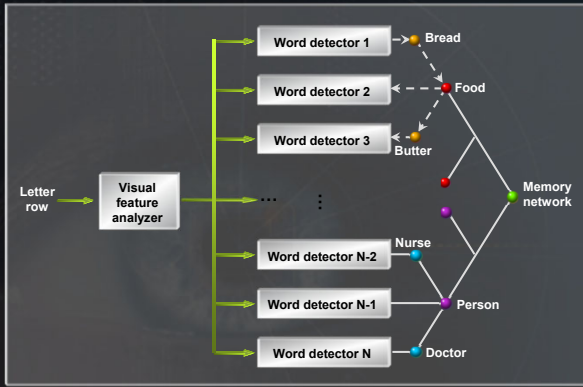 Word detector 1
Bread
Word detector 2
Food
Word detector 3
Butter
Letter
row
Visual
feature
analyzer
...
⋮
Memory
network
Nurse
Word detector N-2
Word detector N-1
Person
Word detector N
Doctor